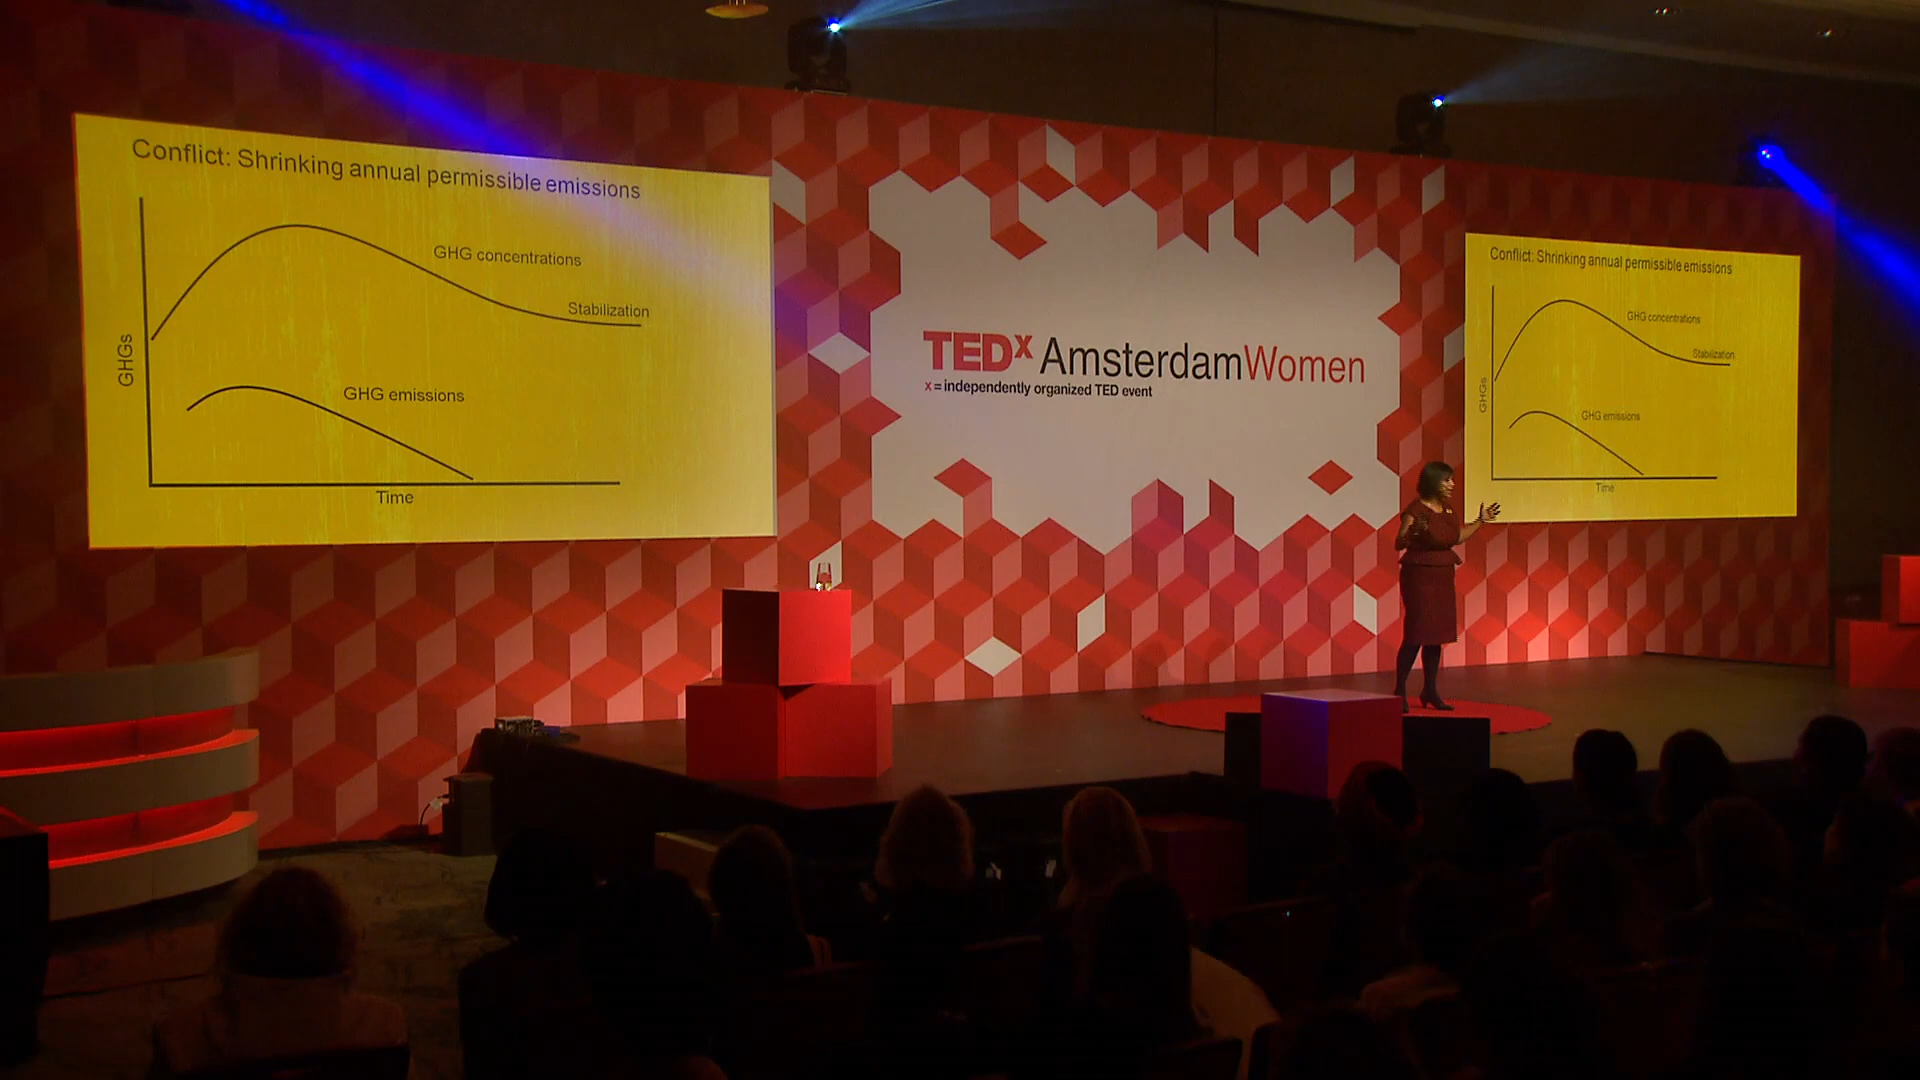 Conflict: Shrinking annual permissible emissions
GHG concentrations
Stabilization
GHGs
GHG emissions
Time
TEDx AmsterdamWomen
x = independently organized TED event
Conflict: Shrinking annual permissible emissions
GHG concentrations
Stabilization
GHGs
GHG emissions
Time